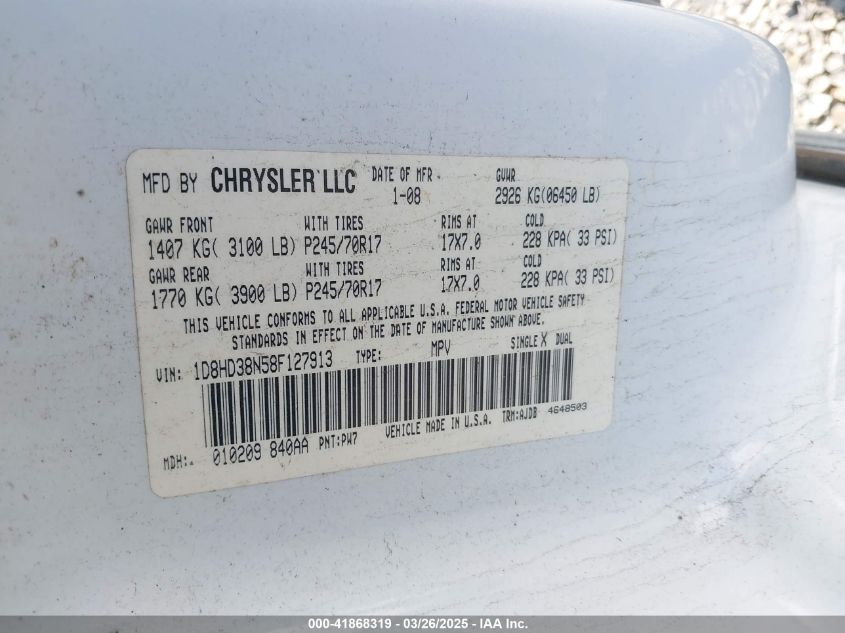 MFD BY CHRYSLER LLC DATE OF MFR GVWR
1-08 2926 KG(06450 LB)
GAWR FRONT WITH TIRES RIMS AT COLD
1407 KG( 3100 LB) P245/70R17 17X7.0 228 KPA( 33 PSI)
GAWR REAR WITH TIRES RIMS AT COLD
1770 KG( 3900 LB) P245/70R17 17X7.0 228 KPA( 33 PSI)
THIS VEHICLE CONFORMS TO ALL APPLICABLE U.S.A. FEDERAL MOTOR VEHICLE SAFETY
STANDARDS IN EFFECT ON THE DATE OF MANUFACTURE SHOWN ABOVE.
VIN: 1D8HD38N58F127913 TYPE: MPV SINGLE X DUAL
MDH: 010209 840AA PNT:PW7 VEHICLE MADE IN U.S.A. TRM:AJDB 4648503
000-41868319 - 03/26/2025 - IAA Inc.